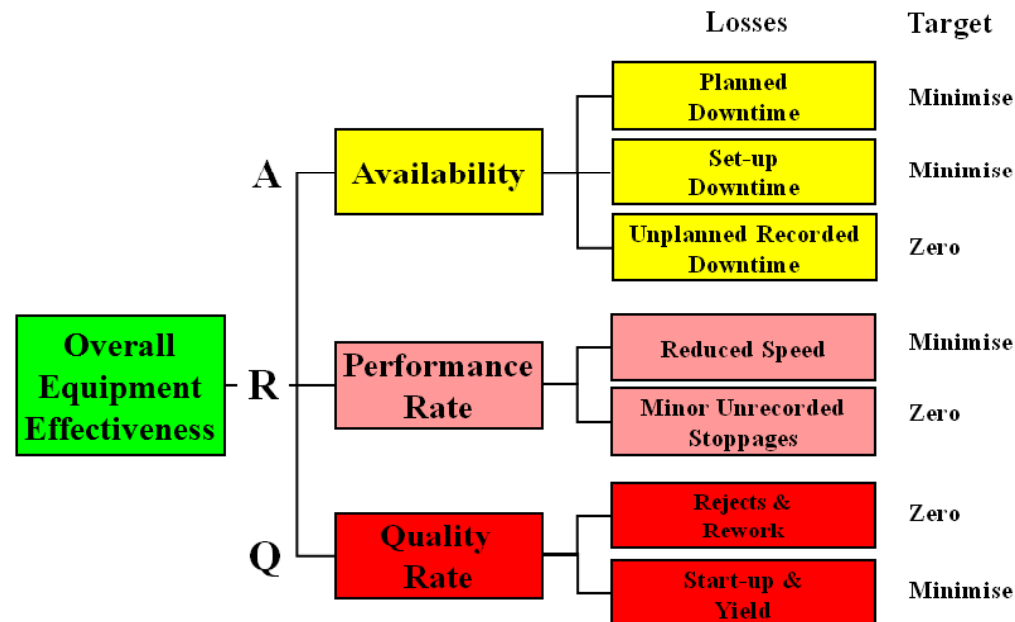 Losses Target
Planned
Downtime
Minimise
Set-up
Downtime
Minimise
A
Availability
Unplanned Recorded
Downtime
Zero
Overall
Equipment
Effectiveness
R
Performance
Rate
Reduced Speed
Minimise
Minor Unrecorded
Stoppages
Zero
Q
Quality
Rate
Rejects &
Rework
Zero
Start-up &
Yield
Minimise